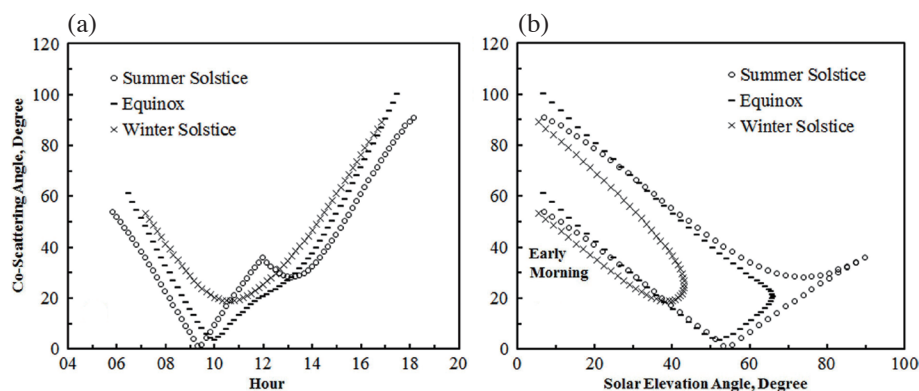 (a)
120
100
80
60
40
20
0
Co-Scattering Angle, Degree
○ Summer Solstice
– Equinox
× Winter Solstice
04 06 08 10 12 14 16 18 20
Hour
(b)
120
100
80
60
40
20
0
○ Summer Solstice
– Equinox
× Winter Solstice
Early
Morning
0 20 40 60 80 100
Solar Elevation Angle, Degree